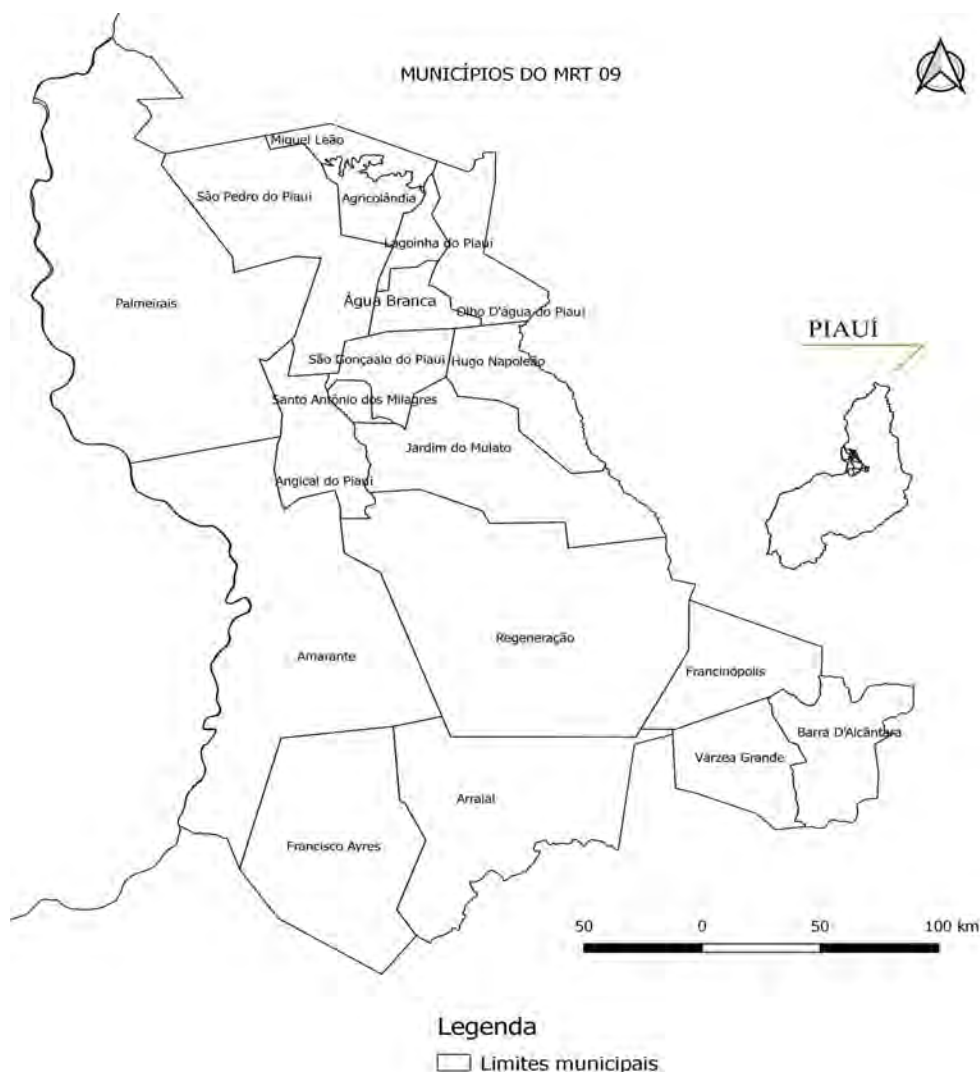 MUNICÍPIOS DO MRT 09
Miguel Leão
São Pedro do Piauí
Agricolândia
Lagoinha do Piauí
Palmeirais
Água Branca
Olho D'água do Piauí
PIAUÍ
São Gonçaalo do Piauí
Hugo Napoleão
Santo Antônio dos Milagres
Jardim do Mulato
Angical do Piauí
Regeneração
Amarante
Francinópolis
Barra D'Alcântara
Várzea Grande
Arraial
Francisco Ayres
50 0 50 100 km
Legenda
Limites municipais